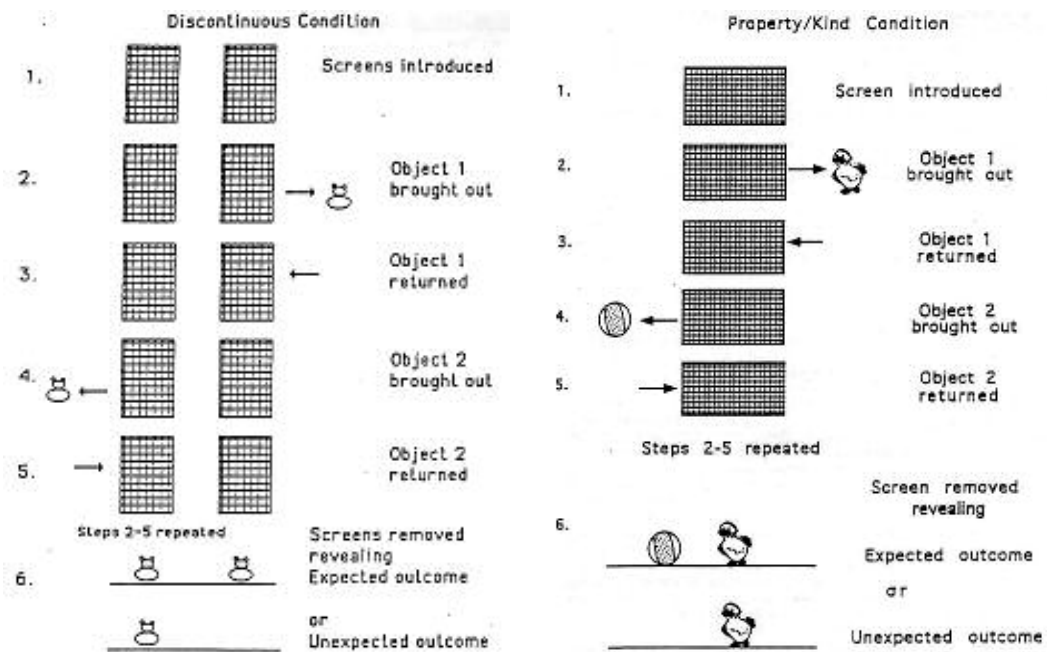 Discontinuous Condition
1.
Screens introduced
2.
Object 1
brought out
3.
Object 1
returned
4.
Object 2
brought out
5.
Object 2
returned
Steps 2-5 repeated
6.
Screens removed
revealing
Expected outcome
or
Unexpected outcome
Property/Kind Condition
1.
Screen introduced
2.
Object 1
brought out
3.
Object 1
returned
4.
Object 2
brought out
5.
Object 2
returned
Steps 2-5 repeated
6.
Screen removed
revealing
Expected outcome
or
Unexpected outcome